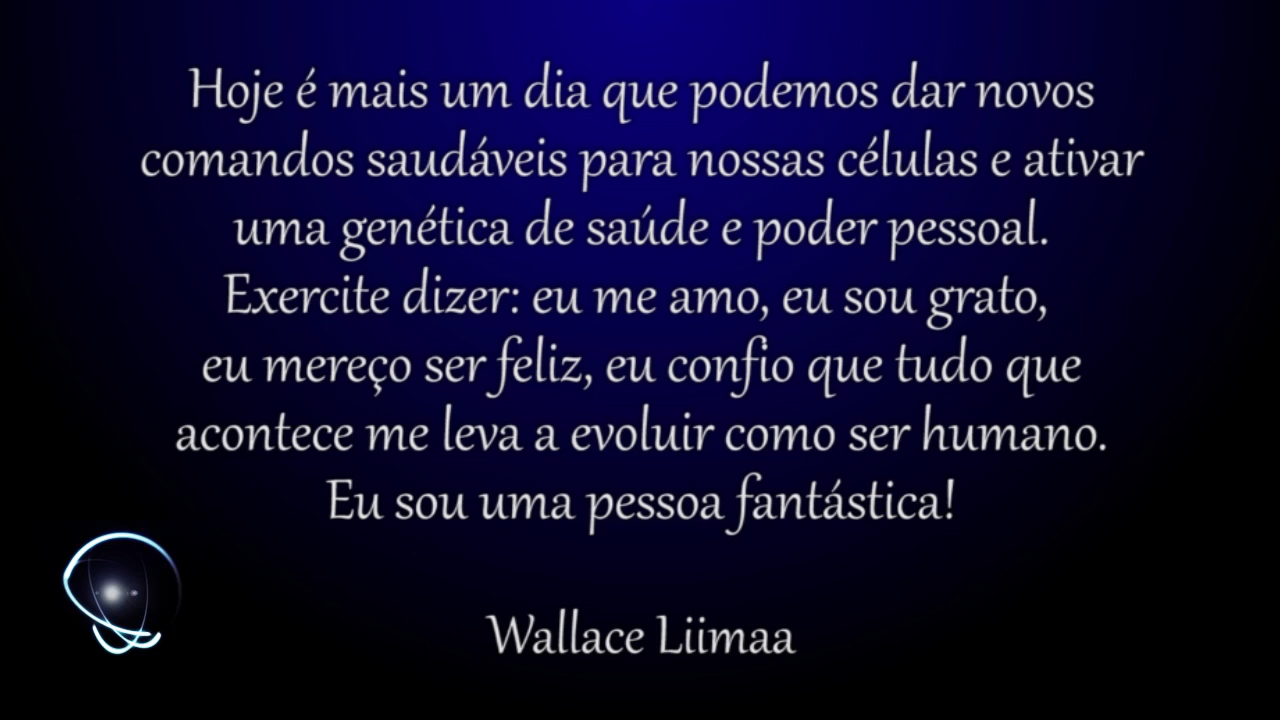 Hoje é mais um dia que podemos dar novos
comandos saudáveis para nossas células e ativar
uma genética de saúde e poder pessoal.
Exercite dizer: eu me amo, eu sou grato,
eu mereço ser feliz, eu confio que tudo que
acontece me leva a evoluir como ser humano.
Eu sou uma pessoa fantástica!
Wallace Liimaa